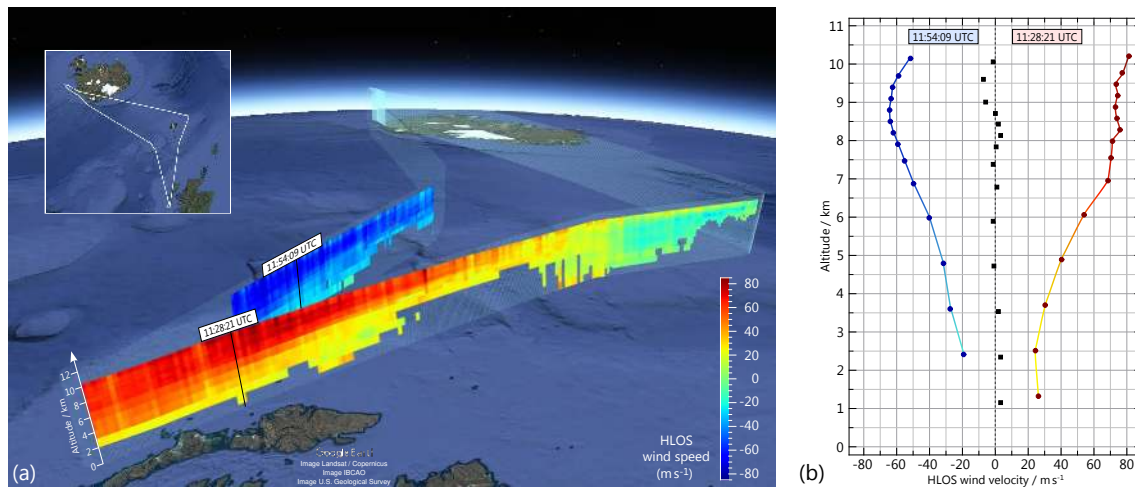 11:54:09 UTC
11:28:21 UTC
12
10
8
6
4
2
0
Altitude / km
Image Landsat / Copernicus
Image IBCAO
Image U.S. Geological Survey
80
60
40
20
0
-20
-40
-60
-80
HLOS
wind speed
(m s-1)
(a)
11:54:09 UTC
11:28:21 UTC
11
10
9
8
7
6
5
4
3
2
1
0
Altitude / km
-80 -60 -40 -20 0 20 40 60 80
HLOS wind velocity / m s-1
(b)